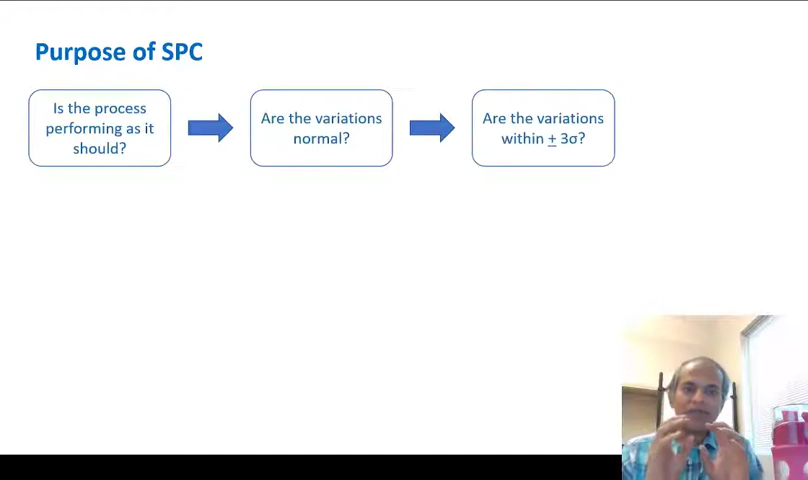 Purpose of SPC
Is the process
performing as it
should?
Are the variations
normal?
Are the variations
within ± 3σ?